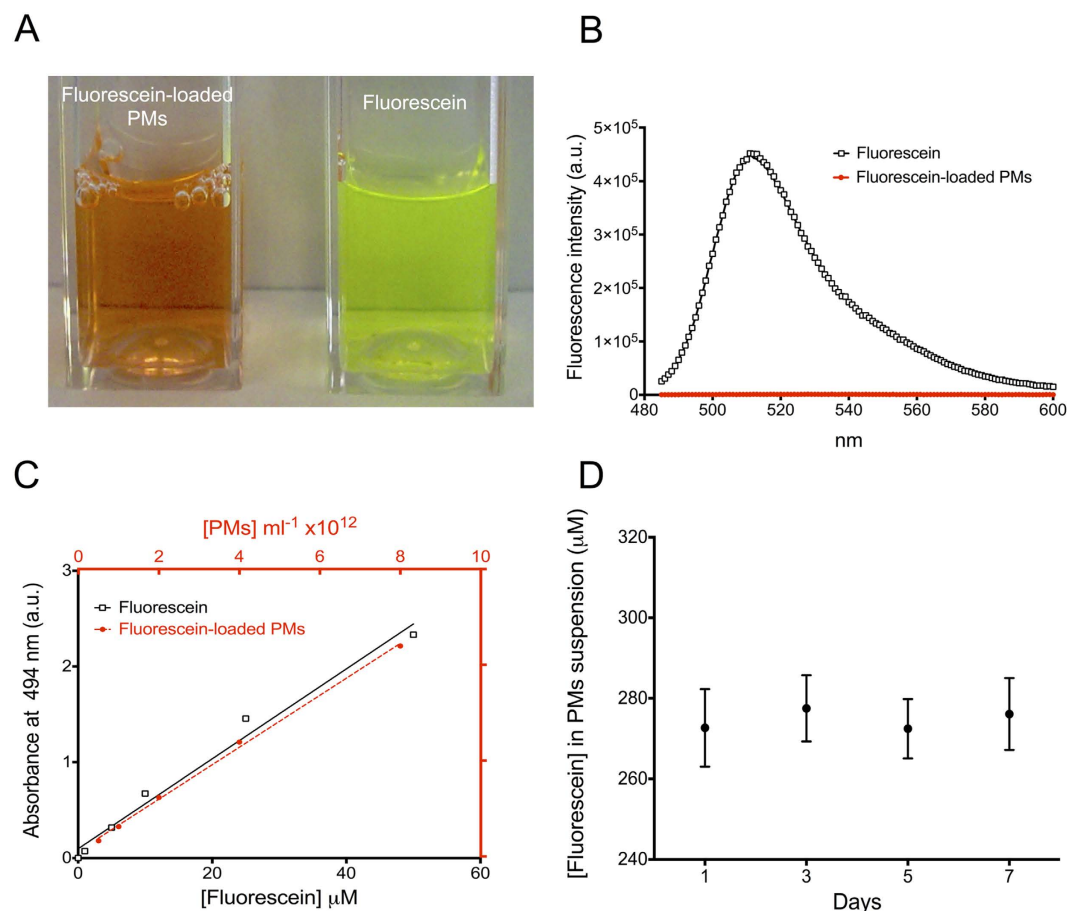 A
Fluorescein-loaded
PMs
Fluorescein
B
Fluorescence intensity (a.u.)
5×10⁵
4×10⁵
3×10⁵
2×10⁵
1×10⁵
0
Fluorescein
Fluorescein-loaded PMs
480 500 520 540 560 580 600
nm
C
[PMs] ml⁻¹ x10¹²
0 2 4 6 8 10
Absorbance at 494 nm (a.u.)
3
2
1
0
Fluorescein
Fluorescein-loaded PMs
0 20 40 60
[Fluorescein] µM
D
[Fluorescein] in PMs suspension (µM)
320
300
280
260
240
1 3 5 7
Days